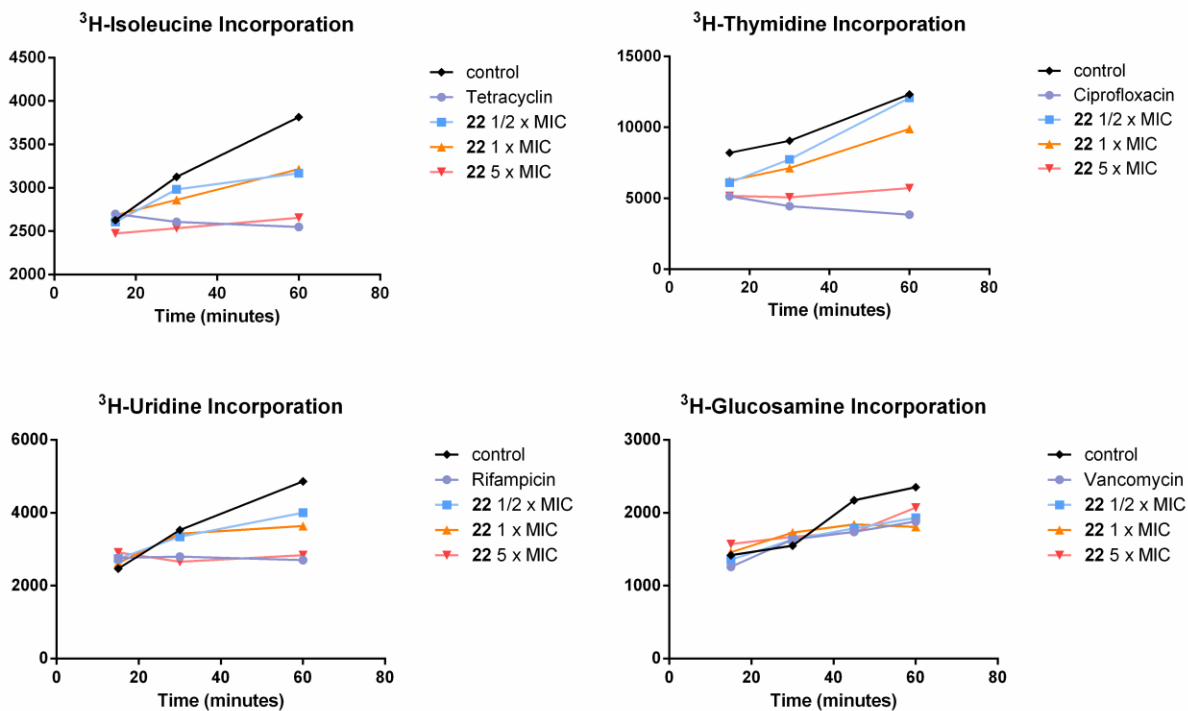 ³H-Isoleucine Incorporation
4500
4000
3500
3000
2500
2000
0
20
40
60
80
Time (minutes)
control
Tetracyclin
22 1/2 x MIC
22 1 x MIC
22 5 x MIC
³H-Thymidine Incorporation
15000
10000
5000
0
0
20
40
60
80
Time (minutes)
control
Ciprofloxacin
22 1/2 x MIC
22 1 x MIC
22 5 x MIC
³H-Uridine Incorporation
6000
4000
2000
0
0
20
40
60
80
Time (minutes)
control
Rifampicin
22 1/2 x MIC
22 1 x MIC
22 5 x MIC
³H-Glucosamine Incorporation
3000
2000
1000
0
0
20
40
60
80
Time (minutes)
control
Vancomycin
22 1/2 x MIC
22 1 x MIC
22 5 x MIC